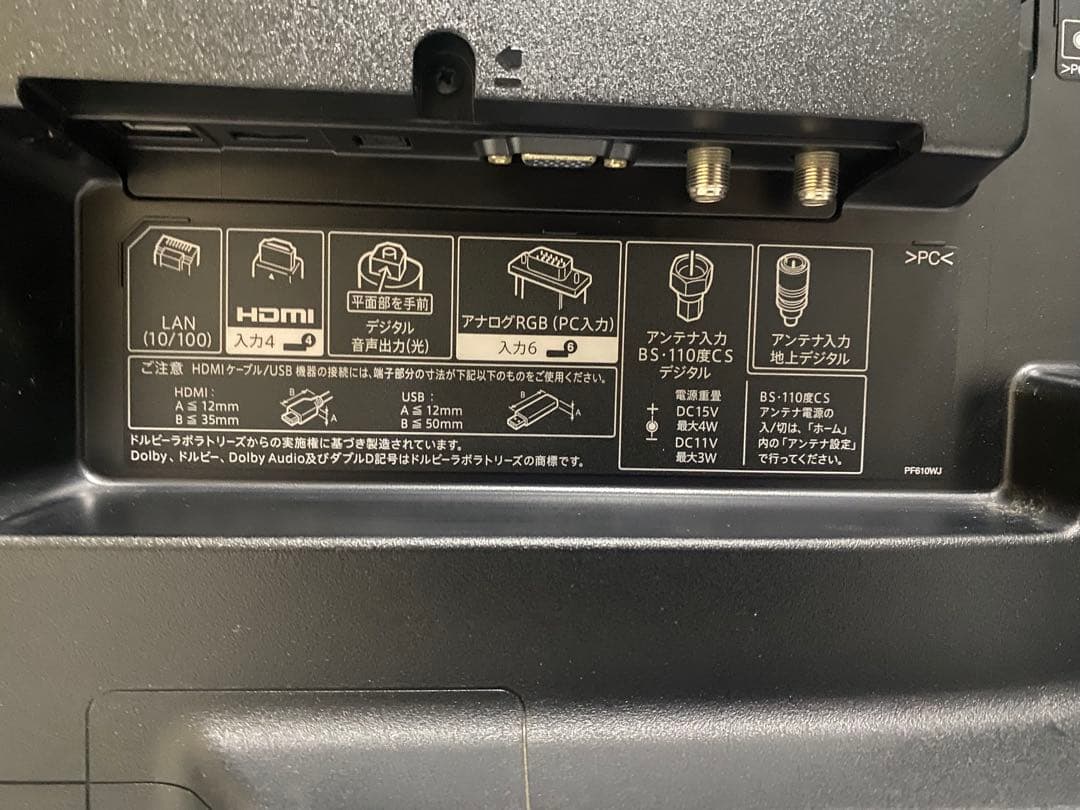 LAN
(10/100)
HDMI
入力4 4
平面部を手前
デジタル
音声出力(光)
アナログRGB(PC入力)
入力6 6
アンテナ入力
BS・110度CS
デジタル
アンテナ入力
地上デジタル
>PC<
ご注意 HDMIケーブル/USB 機器の接続には、端子部分の寸法が下記以下のものをご使用ください。
HDMI:
A≦12mm
B≦35mm
B
A
USB:
A≦12mm
B≦50mm
B
A
ドルビーラボラトリーズからの実施権に基づき製造されています。
Dolby、ドルビー、Dolby Audio及びダブルD記号はドルビーラボラトリーズの商標です。
電源重畳
DC15V
最大4W
DC11V
最大3W
BS・110度CS
アンテナ電源の
入/切は、「ホーム」
内の「アンテナ設定」
で行ってください。
PF610WJ